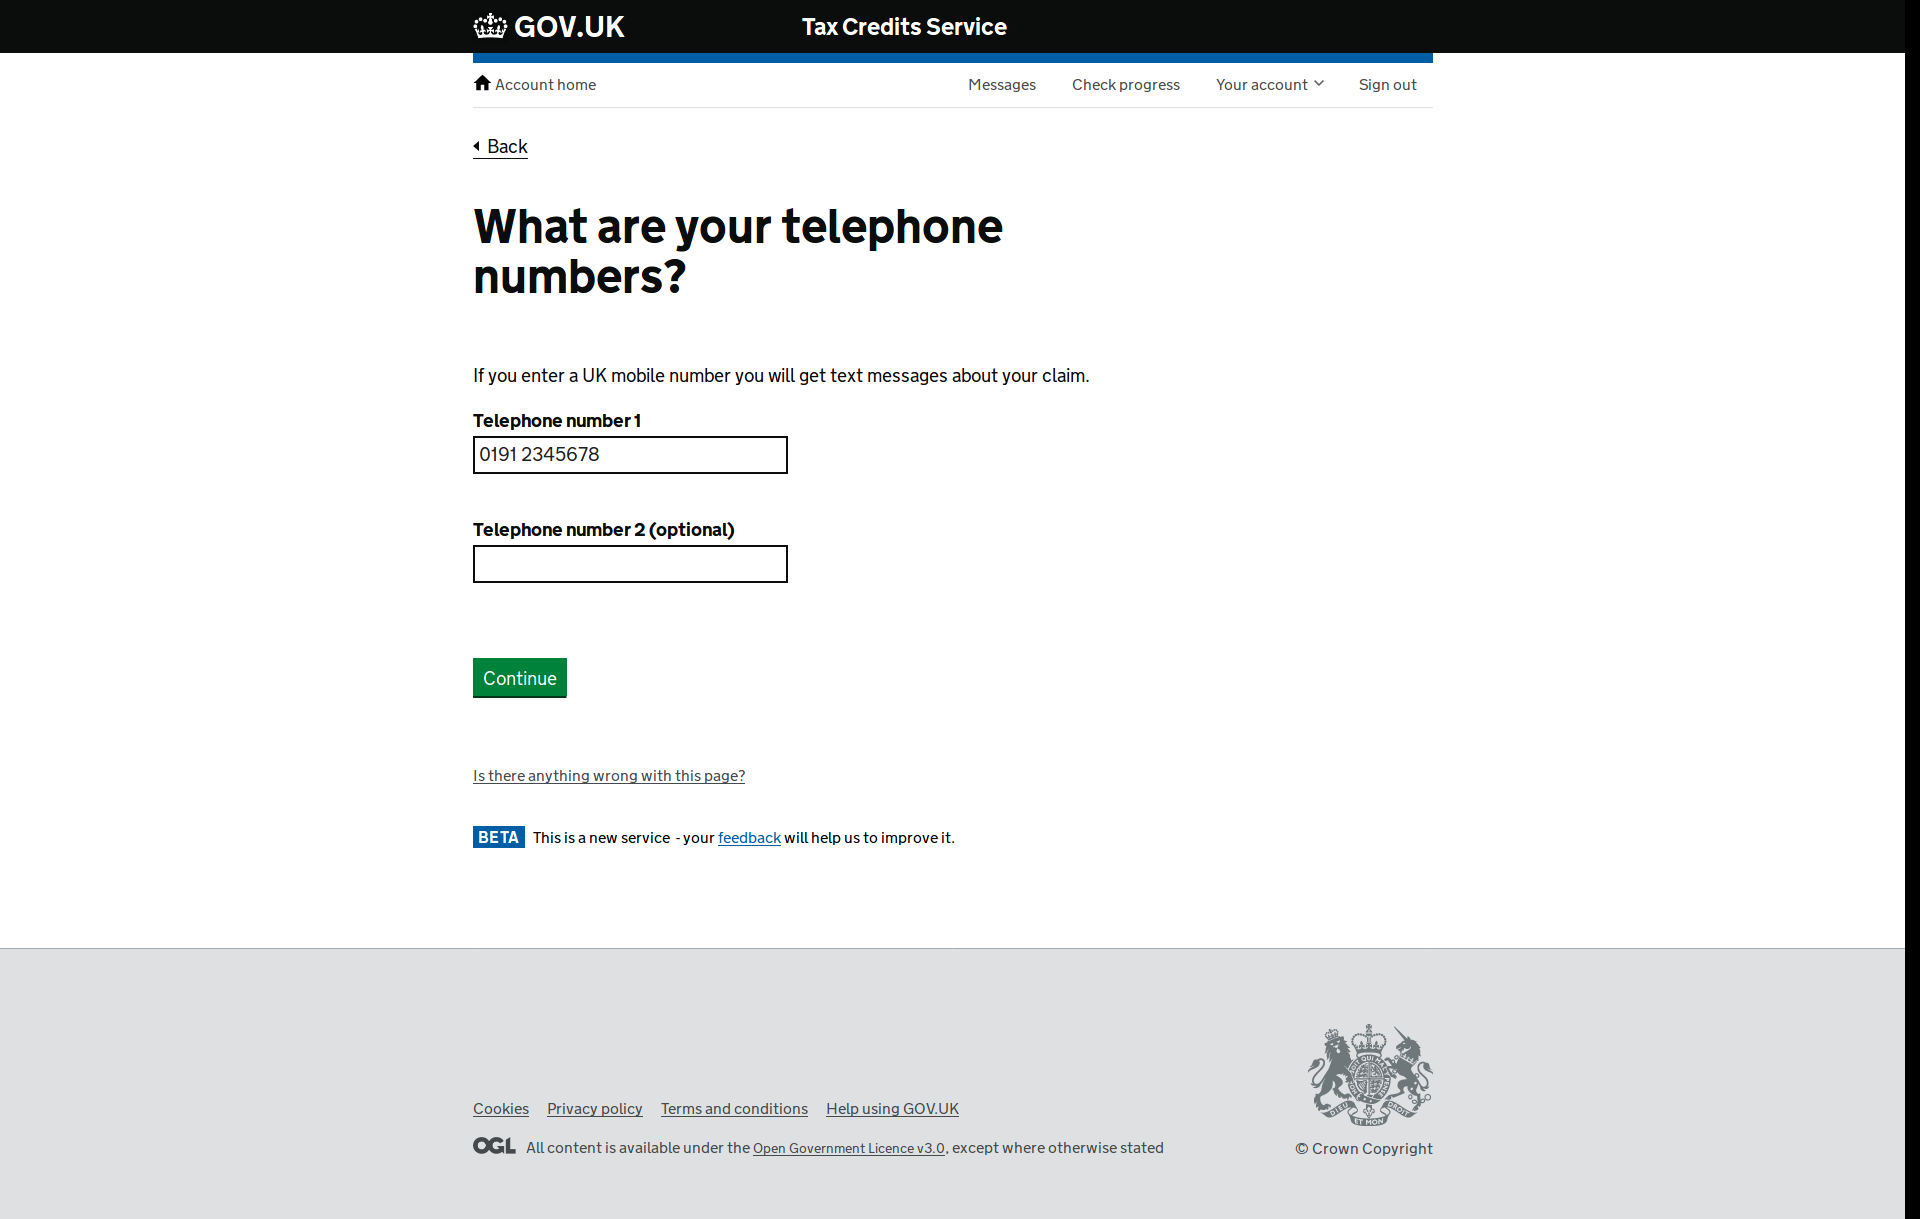 GOV.UK
Tax Credits Service
Account home
Messages
Check progress
Your account
Sign out
Back
What are your telephone
numbers?
If you enter a UK mobile number you will get text messages about your claim.
Telephone number 1
0191 2345678
Telephone number 2 (optional)
Continue
Is there anything wrong with this page?
BETA This is a new service - your feedback will help us to improve it.
Cookies Privacy policy Terms and conditions Help using GOV.UK
OGL All content is available under the Open Government Licence v3.0, except where otherwise stated
DIEU ET MON DROIT
© Crown Copyright